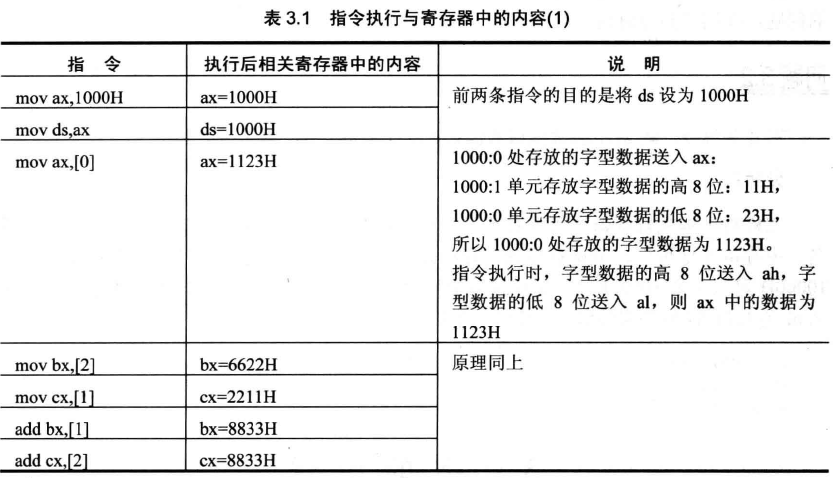 表 3.1 指令执行与寄存器中的内容(1)
指 令 执行后相关寄存器中的内容 说 明
mov ax,1000H ax=1000H 前两条指令的目的是将 ds 设为 1000H
mov ds,ax ds=1000H
mov ax,[0] ax=1123H 1000:0 处存放的字型数据送入 ax：
1000:1 单元存放字型数据的高 8 位：11H，
1000:0 单元存放字型数据的低 8 位：23H，
所以 1000:0 处存放的字型数据为 1123H。
指令执行时，字型数据的高 8 位送入 ah，字
型数据的低 8 位送入 al，则 ax 中的数据为
1123H
mov bx,[2] bx=6622H 原理同上
mov cx,[1] cx=2211H
add bx,[1] bx=8833H
add cx,[2] cx=8833H